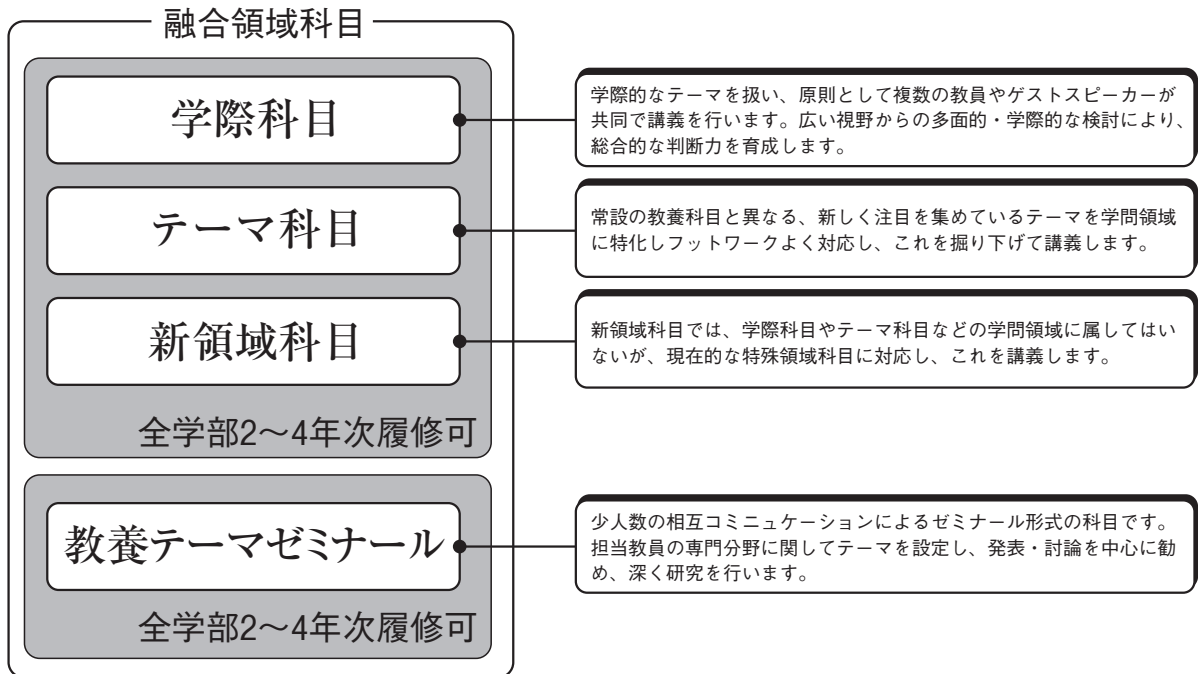 融合領域科目
学際科目
学際的なテーマを扱い、原則として複数の教員やゲストスピーカーが
共同で講義を行います。広い視野からの多面的・学際的な検討により、
総合的な判断力を育成します。
テーマ科目
常設の教養科目と異なる、新しく注目を集めているテーマを学問領域
に特化しフットワークよく対応し、これを掘り下げて講義します。
新領域科目
新領域科目では、学際科目やテーマ科目などの学問領域に属してはい
ないが、現在的な特殊領域科目に対応し、これを講義します。
全学部2〜4年次履修可
教養テーマゼミナール
少人数の相互コミニュケーションによるゼミナール形式の科目です。
担当教員の専門分野に関してテーマを設定し、発表・討論を中心に勧
め、深く研究を行います。
全学部2〜4年次履修可